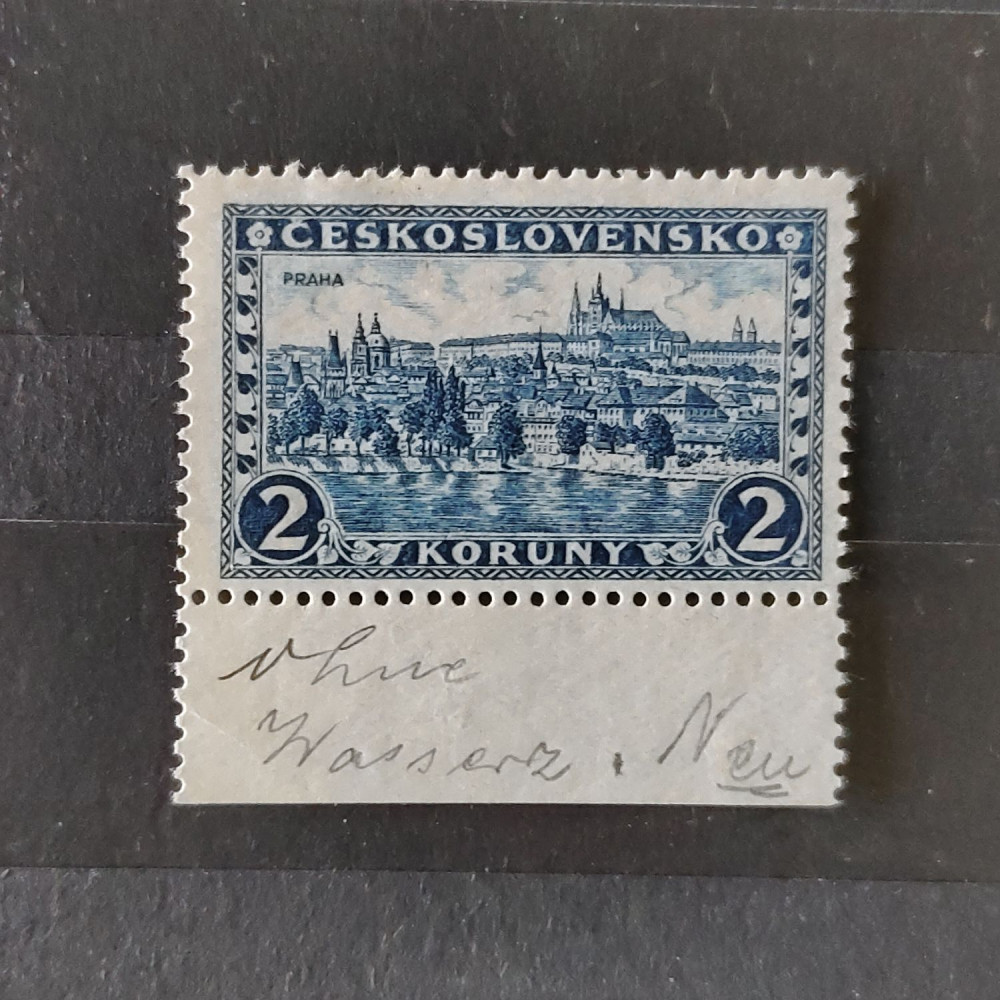 ČESKOSLOVENSKO
PRAHA
2 KORUNY 2
ohne
Wasserz. Neu